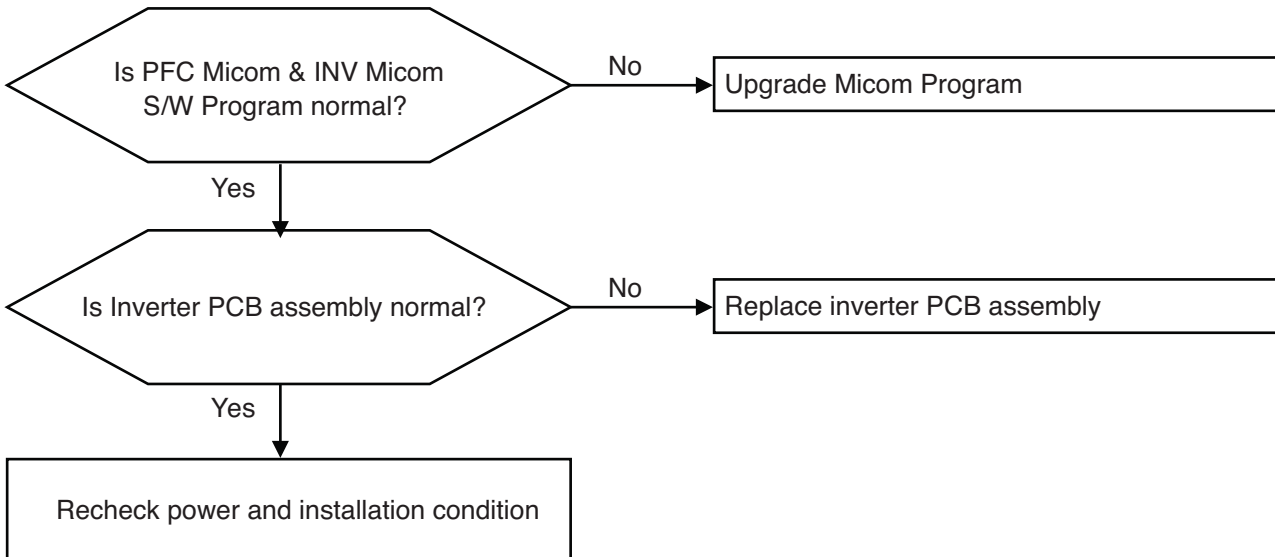 Is PFC Micom & INV Micom
S/W Program normal?
No
Upgrade Micom Program
Yes
Is Inverter PCB assembly normal?
No
Replace inverter PCB assembly
Yes
Recheck power and installation condition